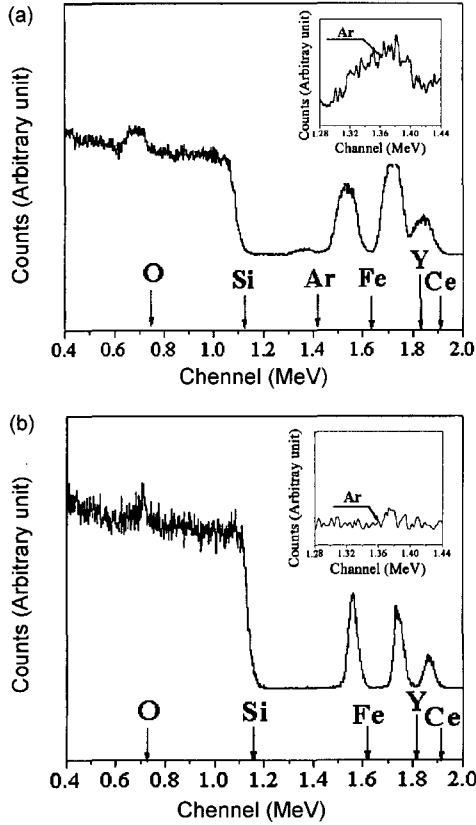 (a)
Counts (Arbitrary unit)
Counts (Arbitray unit)
Ar
1.28 1.32 1.36 1.40 1.44
Channel (MeV)
O Si Ar Fe Y Ce
0.4 0.6 0.8 1.0 1.2 1.4 1.6 1.8 2.0
Chennel (MeV)
(b)
Counts (Arbitrary unit)
Counts (Arbitray unit)
Ar
1.28 1.32 1.36 1.40 1.44
Channel (MeV)
O Si Fe Y Ce
0.4 0.6 0.8 1.0 1.2 1.4 1.6 1.8 2.0
Chennel (MeV)